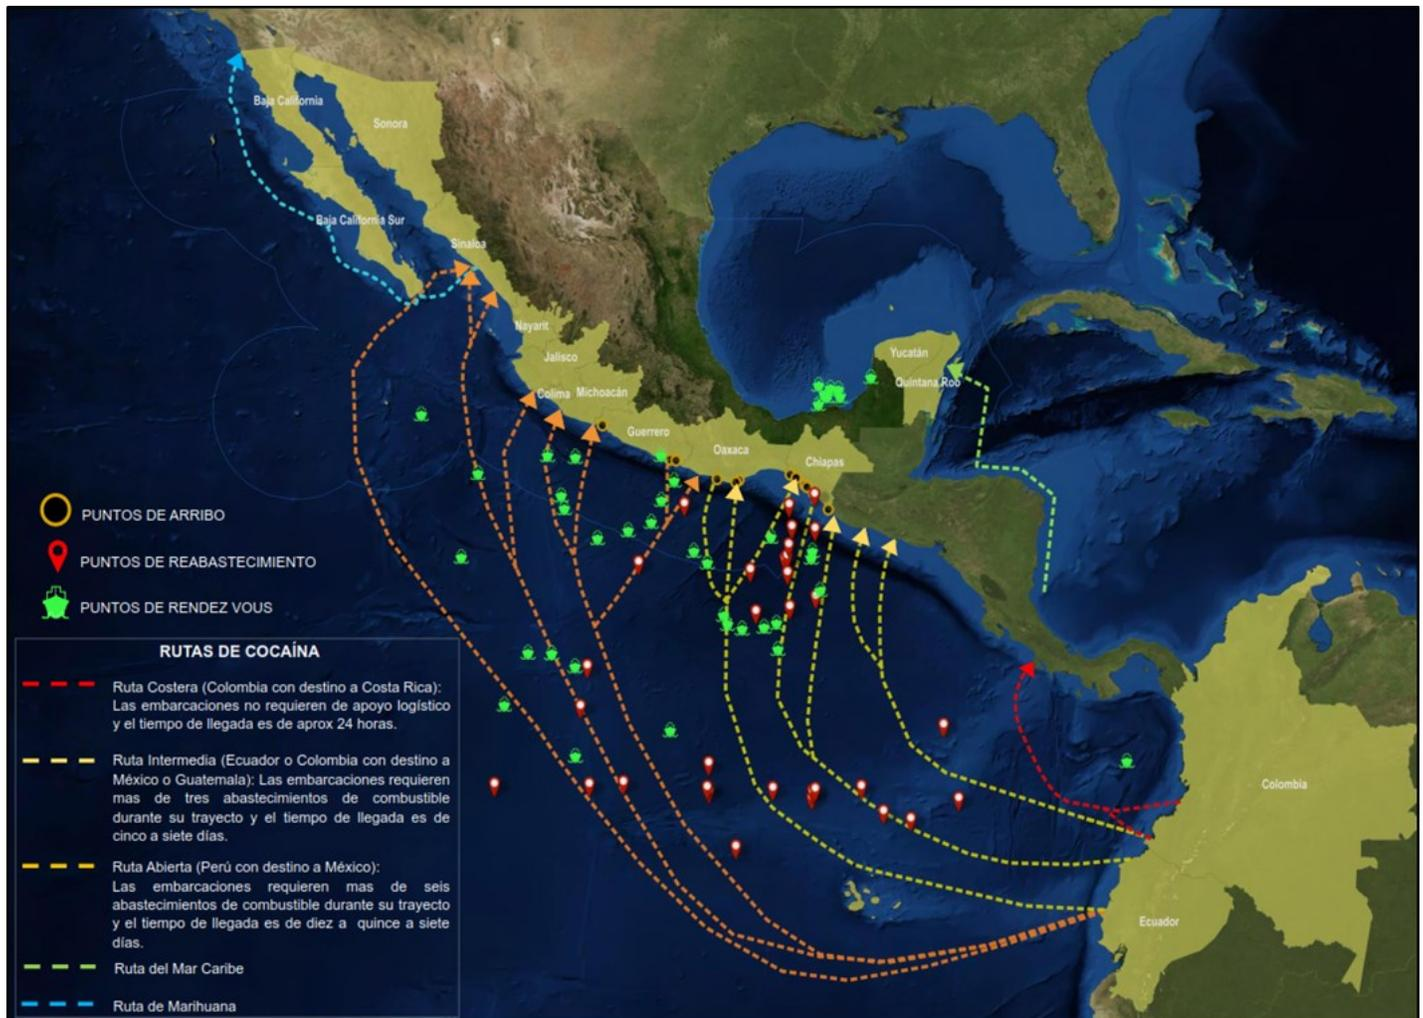 Baja California
Sonora
Baja California Sur
Sinaloa
Nayarit
Jalisco
Colima
Michoacán
Guerrero
Oaxaca
Chiapas
Yucatán
Quintana Roo
Colombia
Ecuador
PUNTOS DE ARRIBO
PUNTOS DE REABASTECIMIENTO
PUNTOS DE RENDEZ VOUS
RUTAS DE COCAÍNA
Ruta Costera (Colombia con destino a Costa Rica):
Las embarcaciones no requieren de apoyo logístico
y el tiempo de llegada es de aprox 24 horas.
Ruta Intermedia (Ecuador o Colombia con destino a
México o Guatemala): Las embarcaciones requieren
mas de tres abastecimientos de combustible
durante su trayecto y el tiempo de llegada es de
cinco a siete días.
Ruta Abierta (Perú con destino a México):
Las embarcaciones requieren mas de seis
abastecimientos de combustible durante su trayecto
y el tiempo de llegada es de diez a quince a siete
días.
Ruta del Mar Caribe
Ruta de Marihuana